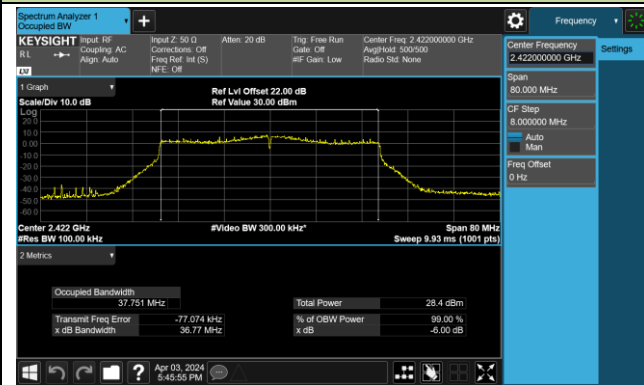 Spectrum Analyzer 1
Occupied BW
+
Frequency
KEYSIGHT
Input: RF
Coupling: AC
Align: Auto
Input Z: 50 Ω
Corrections: Off
Freq Ref: Int (S)
NFE: Off
Atten: 20 dB
Trig: Free Run
Gate: Off
#IF Gain: Low
Center Freq: 2.422000000 GHz
Avg|Hold: 500/500
Radio Std: None
RL
1 Graph
Scale/Div 10.0 dB
Ref Lvl Offset 22.00 dB
Ref Value 30.00 dBm
Log
20.0
10.0
0.00
-10.0
-20.0
-30.0
-40.0
-50.0
-60.0
Center 2.422 GHz
#Res BW 100.00 kHz
#Video BW 300.00 kHz*
Span 80 MHz
Sweep 9.93 ms (1001 pts)
2 Metrics
Occupied Bandwidth
37.751 MHz
Transmit Freq Error -77.074 kHz
x dB Bandwidth 36.77 MHz
Total Power 28.4 dBm
% of OBW Power 99.00 %
x dB -6.00 dB
Center Frequency
2.422000000 GHz
Settings
Span
80.000 MHz
CF Step
8.000000 MHz
Auto
Man
Freq Offset
0 Hz
?
Apr 03, 2024
5:45:55 PM